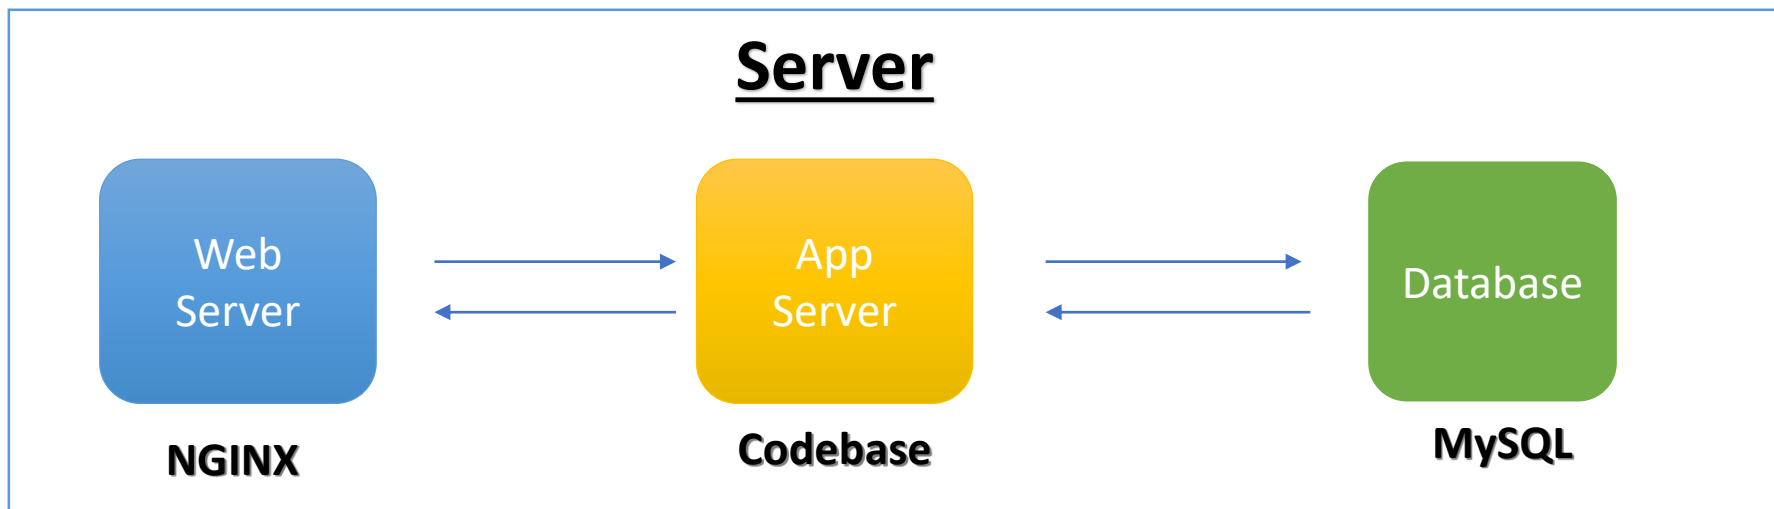 Server
Web
Server
App
Server
Database
NGINX
Codebase
MySQL